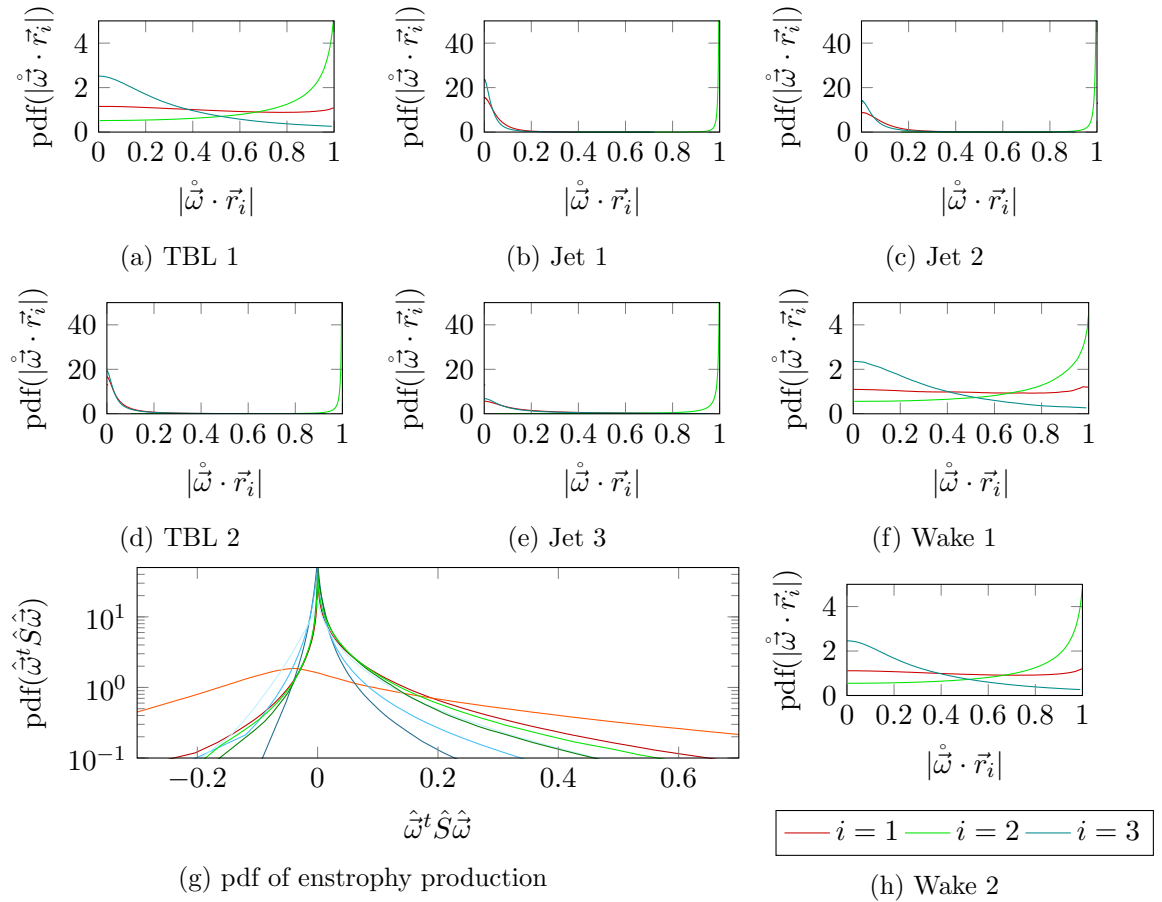 pdf(|ω̊⃗ · r⃗ᵢ|)
0 2 4
0 0.2 0.4 0.6 0.8 1
|ω̊⃗ · r⃗ᵢ|
(a) TBL 1
pdf(|ω̊⃗ · r⃗ᵢ|)
0 20 40
0 0.2 0.4 0.6 0.8 1
|ω̊⃗ · r⃗ᵢ|
(b) Jet 1
pdf(|ω̊⃗ · r⃗ᵢ|)
0 20 40
0 0.2 0.4 0.6 0.8 1
|ω̊⃗ · r⃗ᵢ|
(c) Jet 2
pdf(|ω̊⃗ · r⃗ᵢ|)
0 20 40
0 0.2 0.4 0.6 0.8 1
|ω̊⃗ · r⃗ᵢ|
(d) TBL 2
pdf(|ω̊⃗ · r⃗ᵢ|)
0 20 40
0 0.2 0.4 0.6 0.8 1
|ω̊⃗ · r⃗ᵢ|
(e) Jet 3
pdf(|ω̊⃗ · r⃗ᵢ|)
0 2 4
0 0.2 0.4 0.6 0.8 1
|ω̊⃗ · r⃗ᵢ|
(f) Wake 1
pdf(ω̂⃗ᵗŜω̂⃗)
10⁻¹ 10⁰ 10¹
−0.2 0 0.2 0.4 0.6
ω̂⃗ᵗŜω̂⃗
(g) pdf of enstrophy production
pdf(|ω̊⃗ · r⃗ᵢ|)
0 2 4
0 0.2 0.4 0.6 0.8 1
|ω̊⃗ · r⃗ᵢ|
i = 1 i = 2 i = 3
(h) Wake 2